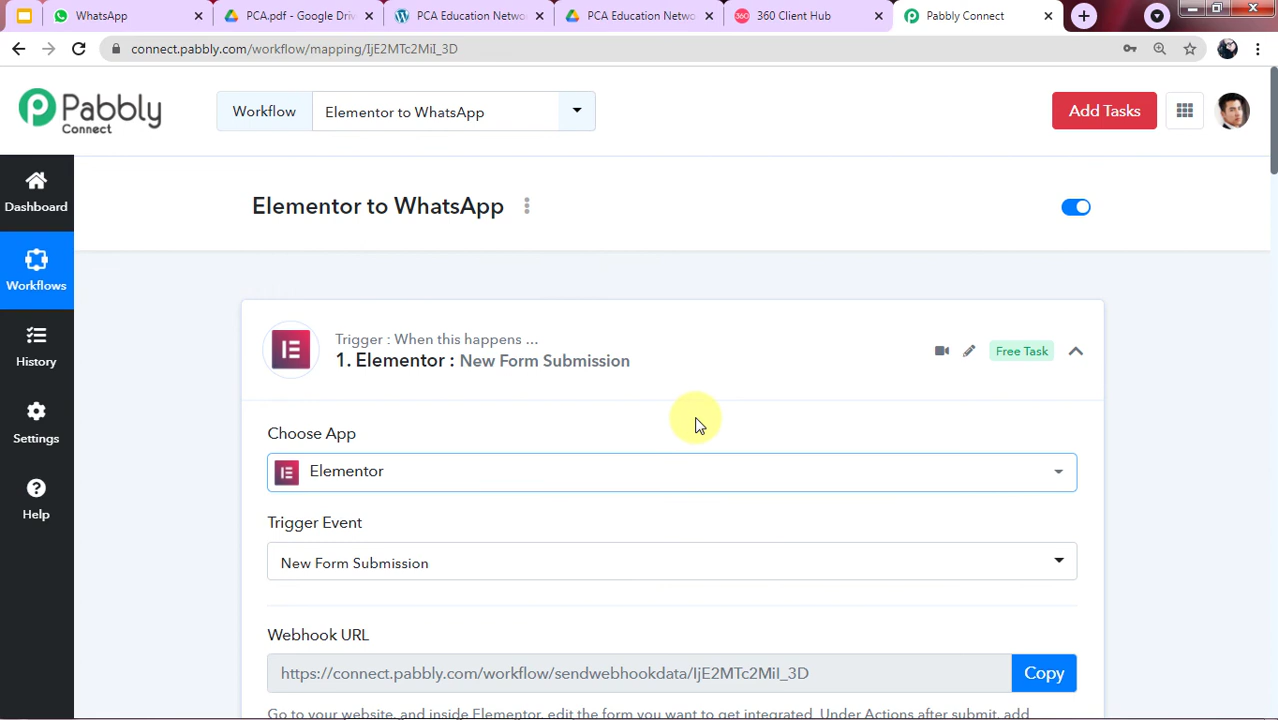 WhatsApp
PCA.pdf - Google Driv
PCA Education Netwo
PCA Education Netwo
360 Client Hub
Pabbly Connect
connect.pabbly.com/workflow/mapping/IjE2MTc2MiI_3D
Pabbly
Connect
Workflow
Elementor to WhatsApp
Add Tasks
Dashboard
Workflows
History
Settings
Help
Elementor to WhatsApp
Trigger : When this happens ...
1. Elementor : New Form Submission
Free Task
Choose App
Elementor
Trigger Event
New Form Submission
Webhook URL
https://connect.pabbly.com/workflow/sendwebhookdata/IjE2MTc2MiI_3D
Copy
Go to your website, and inside Elementor, edit the form you want to get integrated. Under Actions after submit, add